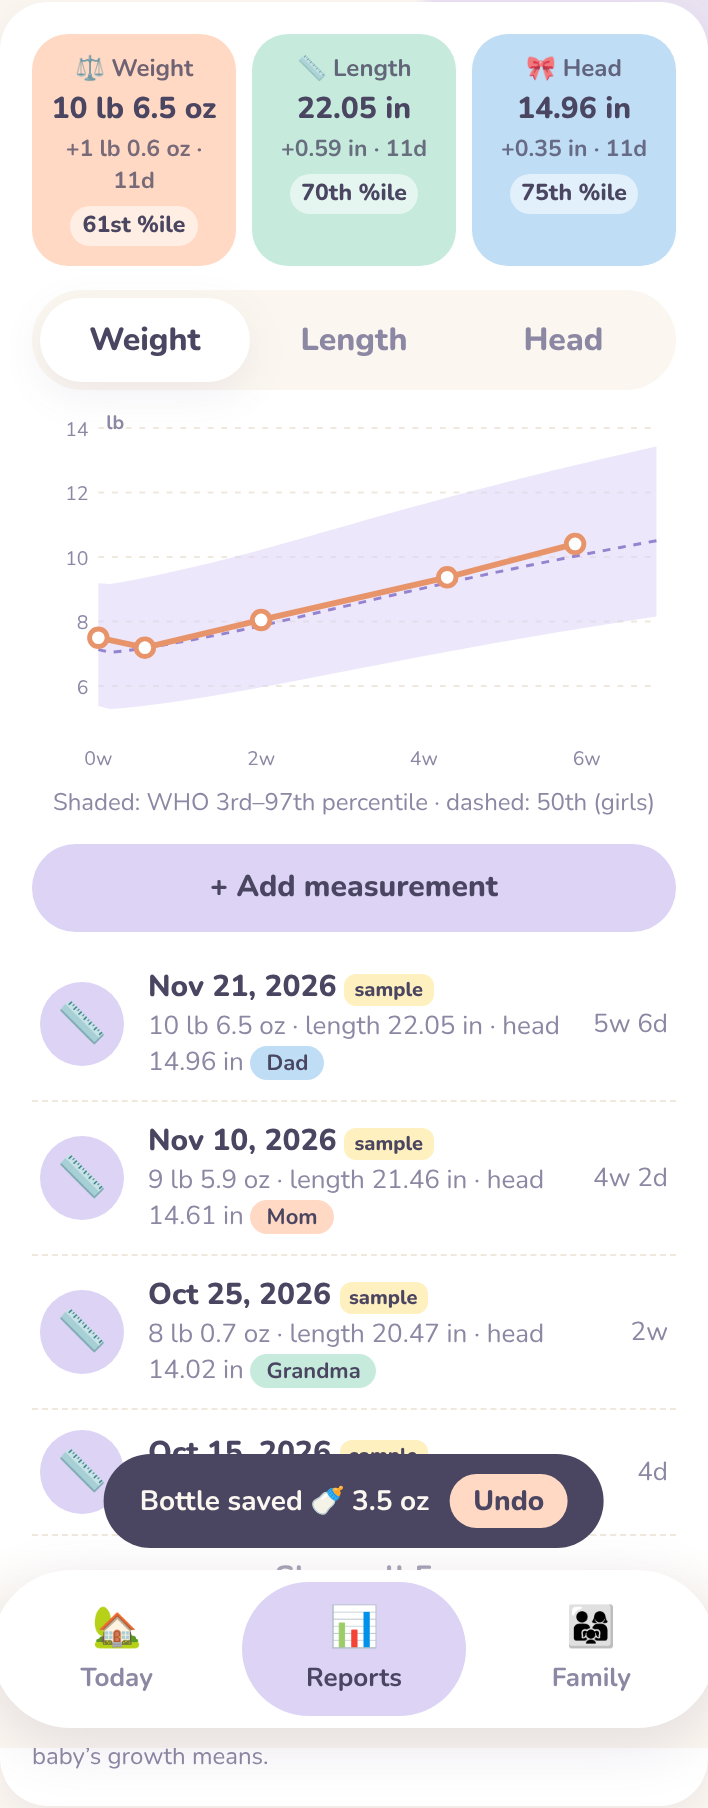 ⚖️ Weight
10 lb 6.5 oz
+1 lb 0.6 oz ·
11d
61st %ile
📏 Length
22.05 in
+0.59 in · 11d
70th %ile
🎀 Head
14.96 in
+0.35 in · 11d
75th %ile
Weight
Length
Head
lb
14
12
10
8
6
0w
2w
4w
6w
Shaded: WHO 3rd–97th percentile · dashed: 50th (girls)
+ Add measurement
Nov 21, 2026 sample
10 lb 6.5 oz · length 22.05 in · head
14.96 in Dad
5w 6d
Nov 10, 2026 sample
9 lb 5.9 oz · length 21.46 in · head
14.61 in Mom
4w 2d
Oct 25, 2026 sample
8 lb 0.7 oz · length 20.47 in · head
14.02 in Grandma
2w
Oct 15, 2026 sample
4d
Bottle saved 🍼 3.5 oz
Undo
Today
Reports
Family
baby’s growth means.